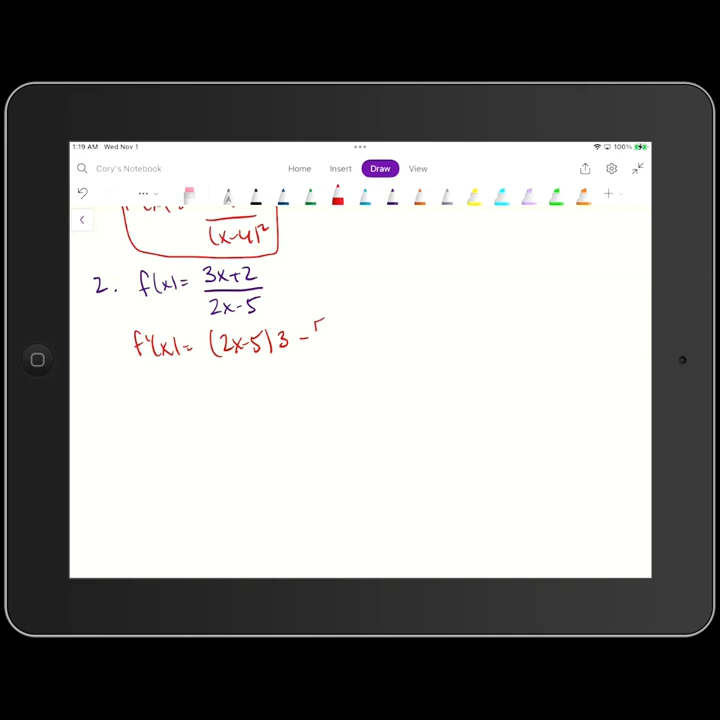 1:19 AM Wed Nov 1
100%
Cory's Notebook
Home Insert Draw View
(x-4)²
2. f(x)= 3x+2
2x-5
f'(x)= (2x-5)3 -